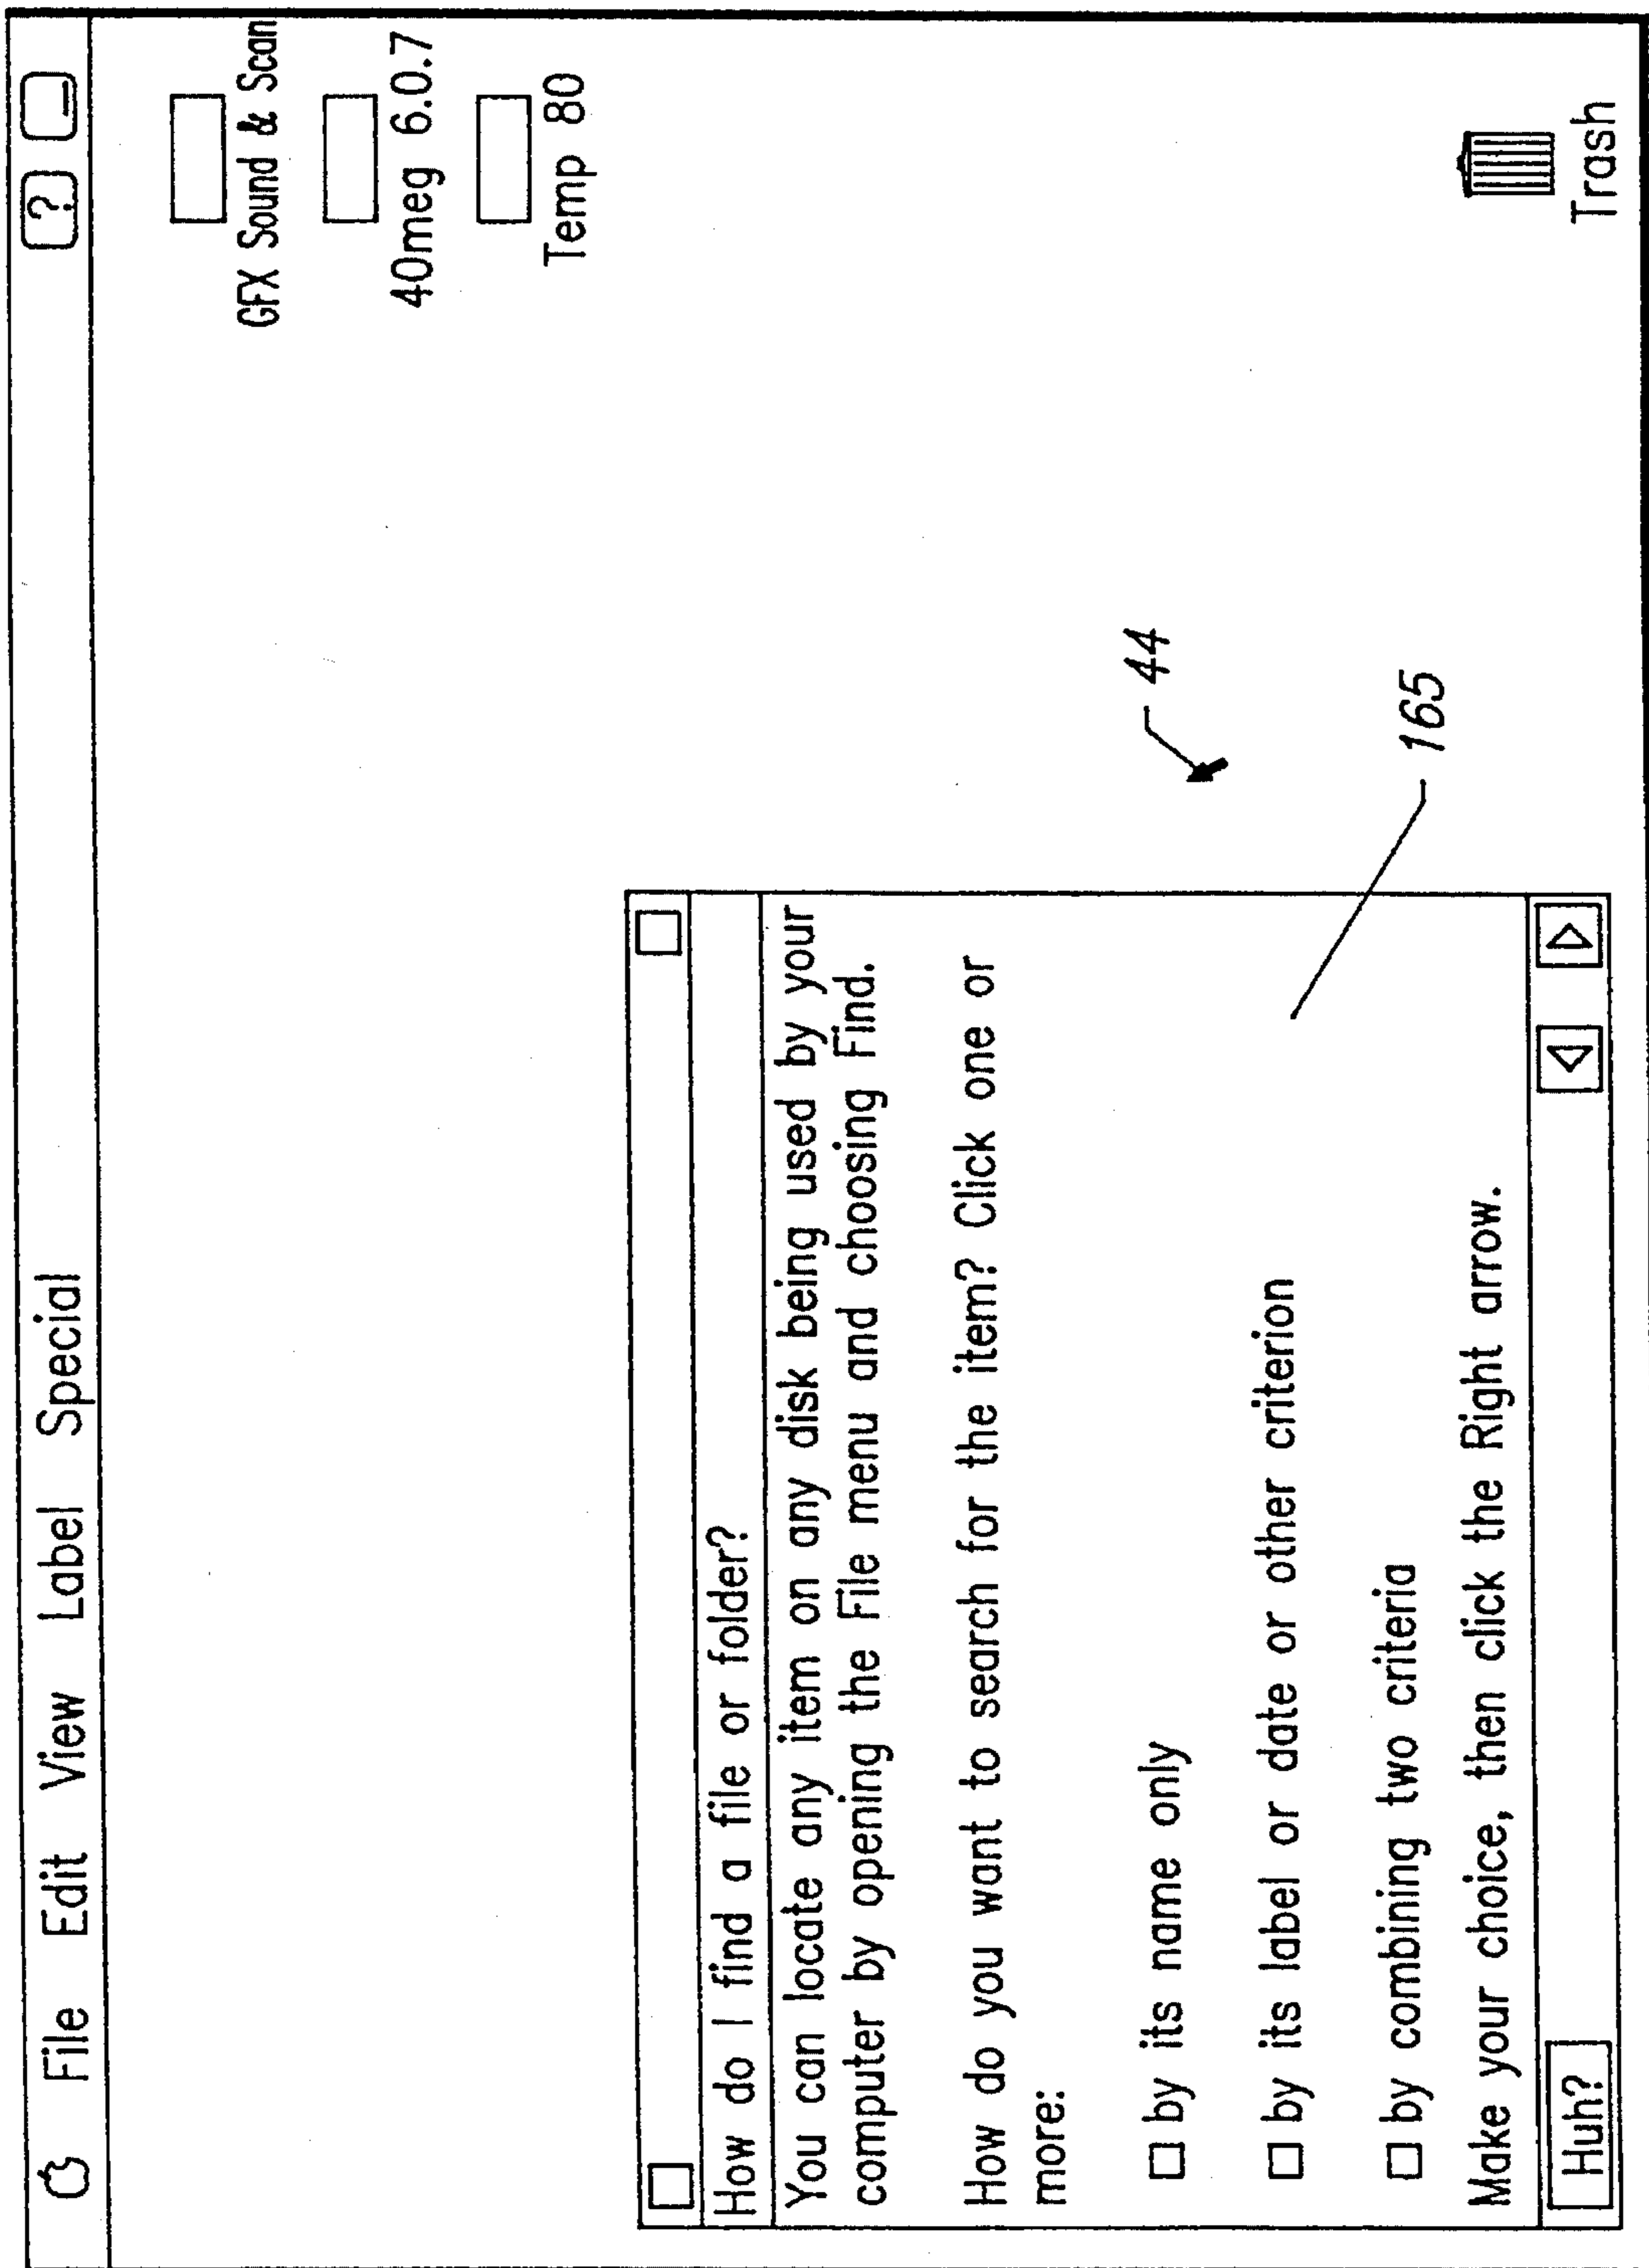 File Edit View Label Special ?
GFX Sound & Scan
40meg 6.0.7
Temp 80
How do I find a file or folder?
You can locate any item on any disk being used by your
computer by opening the File menu and choosing Find.
How do you want to search for the item? Click one or
more:
by its name only
by its label or date or other criterion
by combining two criteria
Make your choice, then click the Right arrow.
Huh?
44
165
Trash